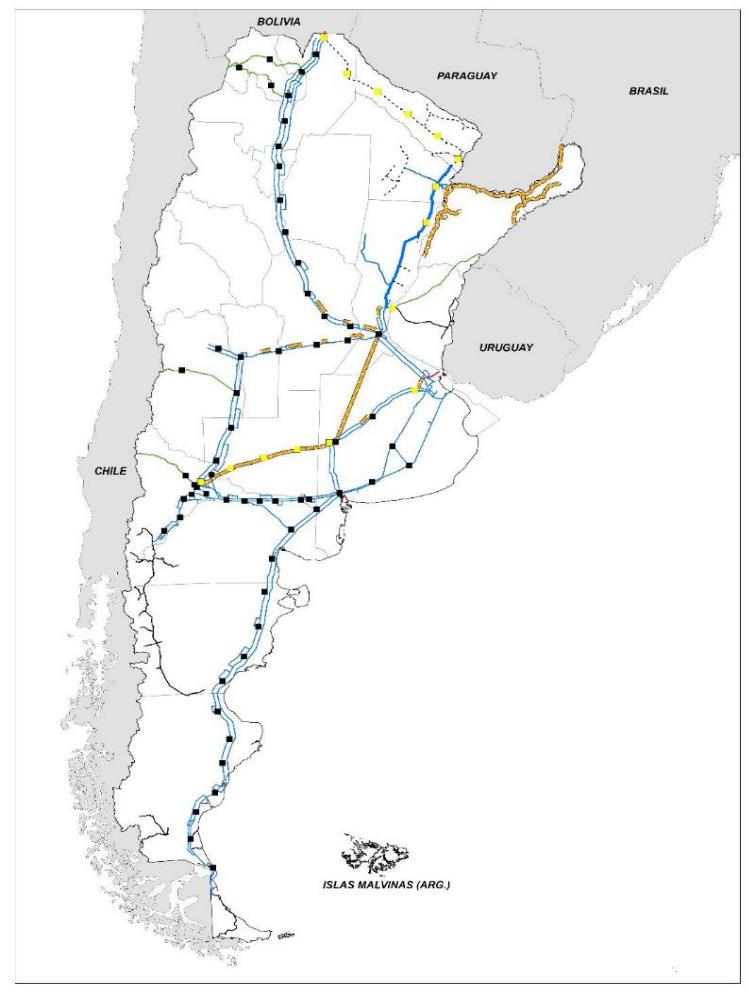 BOLIVIA
PARAGUAY
BRASIL
URUGUAY
CHILE
ISLAS MALVINAS (ARG.)